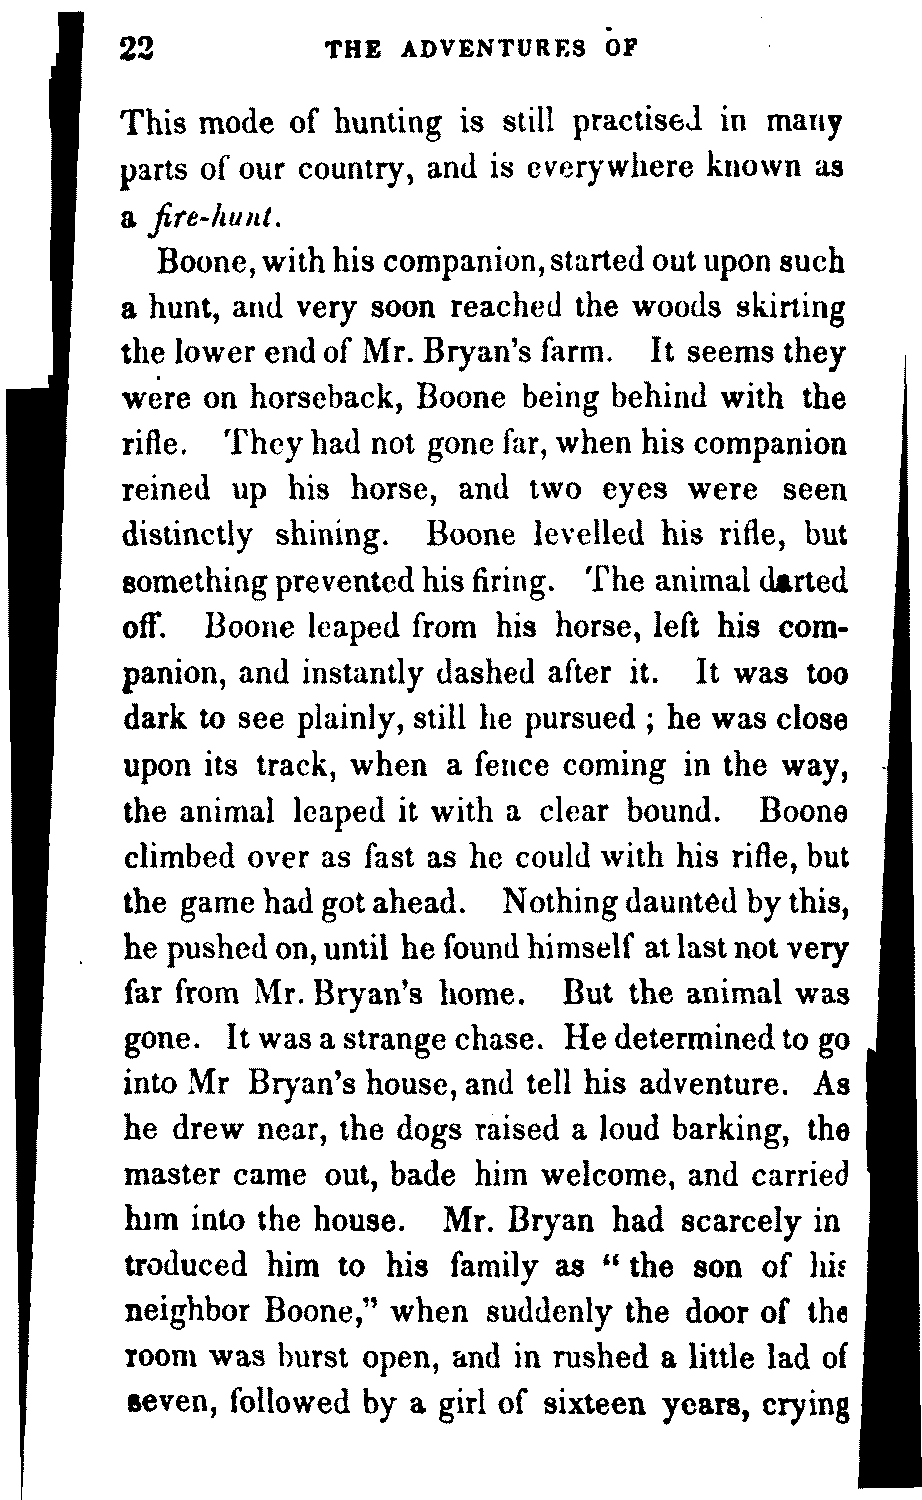 22 THE ADVENTURES OF
This mode of hunting is still practised in many
parts of our country, and is everywhere known as
a fire-hunt.
Boone, with his companion, started out upon such
a hunt, and very soon reached the woods skirting
the lower end of Mr. Bryan's farm. It seems they
were on horseback, Boone being behind with the
rifle. They had not gone far, when his companion
reined up his horse, and two eyes were seen
distinctly shining. Boone levelled his rifle, but
something prevented his firing. The animal darted
off. Boone leaped from his horse, left his com-
panion, and instantly dashed after it. It was too
dark to see plainly, still he pursued ; he was close
upon its track, when a fence coming in the way,
the animal leaped it with a clear bound. Boone
climbed over as fast as he could with his rifle, but
the game had got ahead. Nothing daunted by this,
he pushed on, until he found himself at last not very
far from Mr. Bryan's home. But the animal was
gone. It was a strange chase. He determined to go
into Mr Bryan's house, and tell his adventure. As
he drew near, the dogs raised a loud barking, the
master came out, bade him welcome, and carried
him into the house. Mr. Bryan had scarcely in
troduced him to his family as “ the son of his
neighbor Boone,” when suddenly the door of the
room was burst open, and in rushed a little lad of
seven, followed by a girl of sixteen years, crying